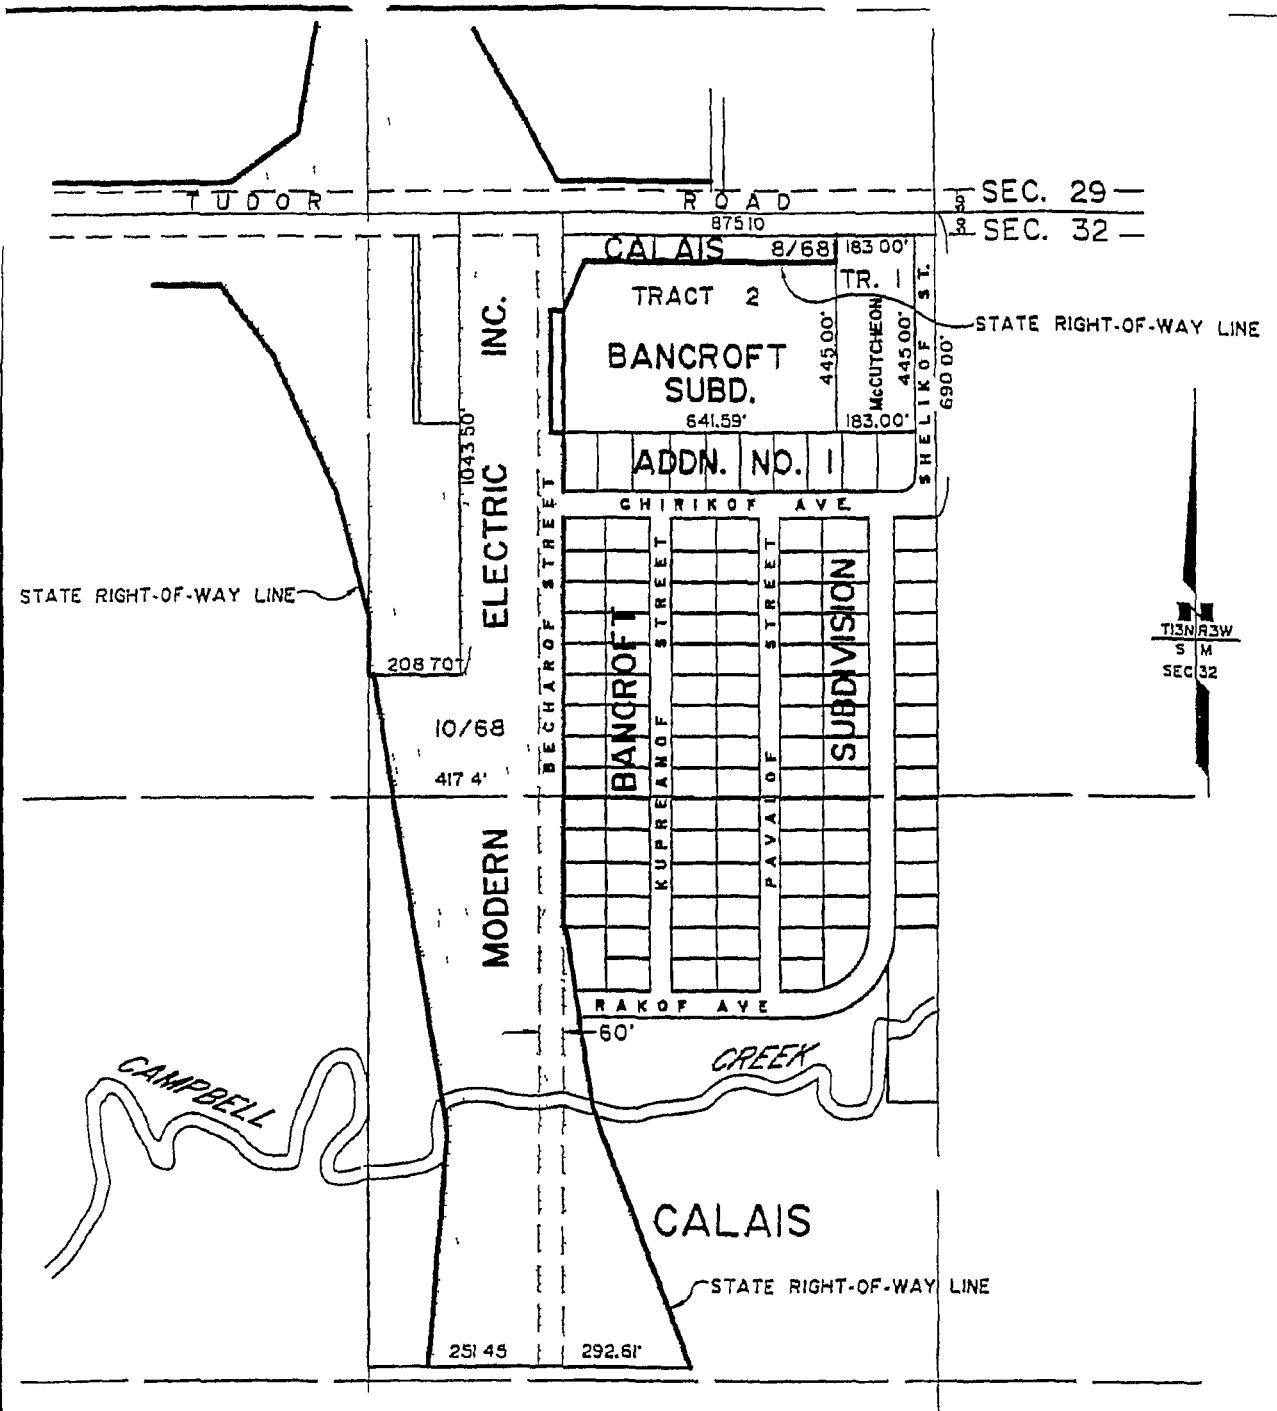 TUDOR ROAD
SEC. 29
87510
SEC. 32
CALAIS 8/68 183 00'
TR. 1
TRACT 2
STATE RIGHT-OF-WAY LINE
INC.
BANCROFT
SUBD.
445 00'
McCUTCHEON
445 00'
SHELIKOF ST.
690 00'
641.59'
183.00'
1043 50'
ADDN. NO. 1
CHIRIKOF AVE.
ELECTRIC
BECHAROF STREET
KUPREANOF STREET
PAVALOF STREET
BANCROFT
SUBDIVISION
STATE RIGHT-OF-WAY LINE
T13N R3W
S M
SEC 32
208 70'
10/68
417 4'
MODERN
RAKOF AVE
60'
CAMPBELL CREEK
CALAIS
STATE RIGHT-OF-WAY LINE
251 45
292.61'